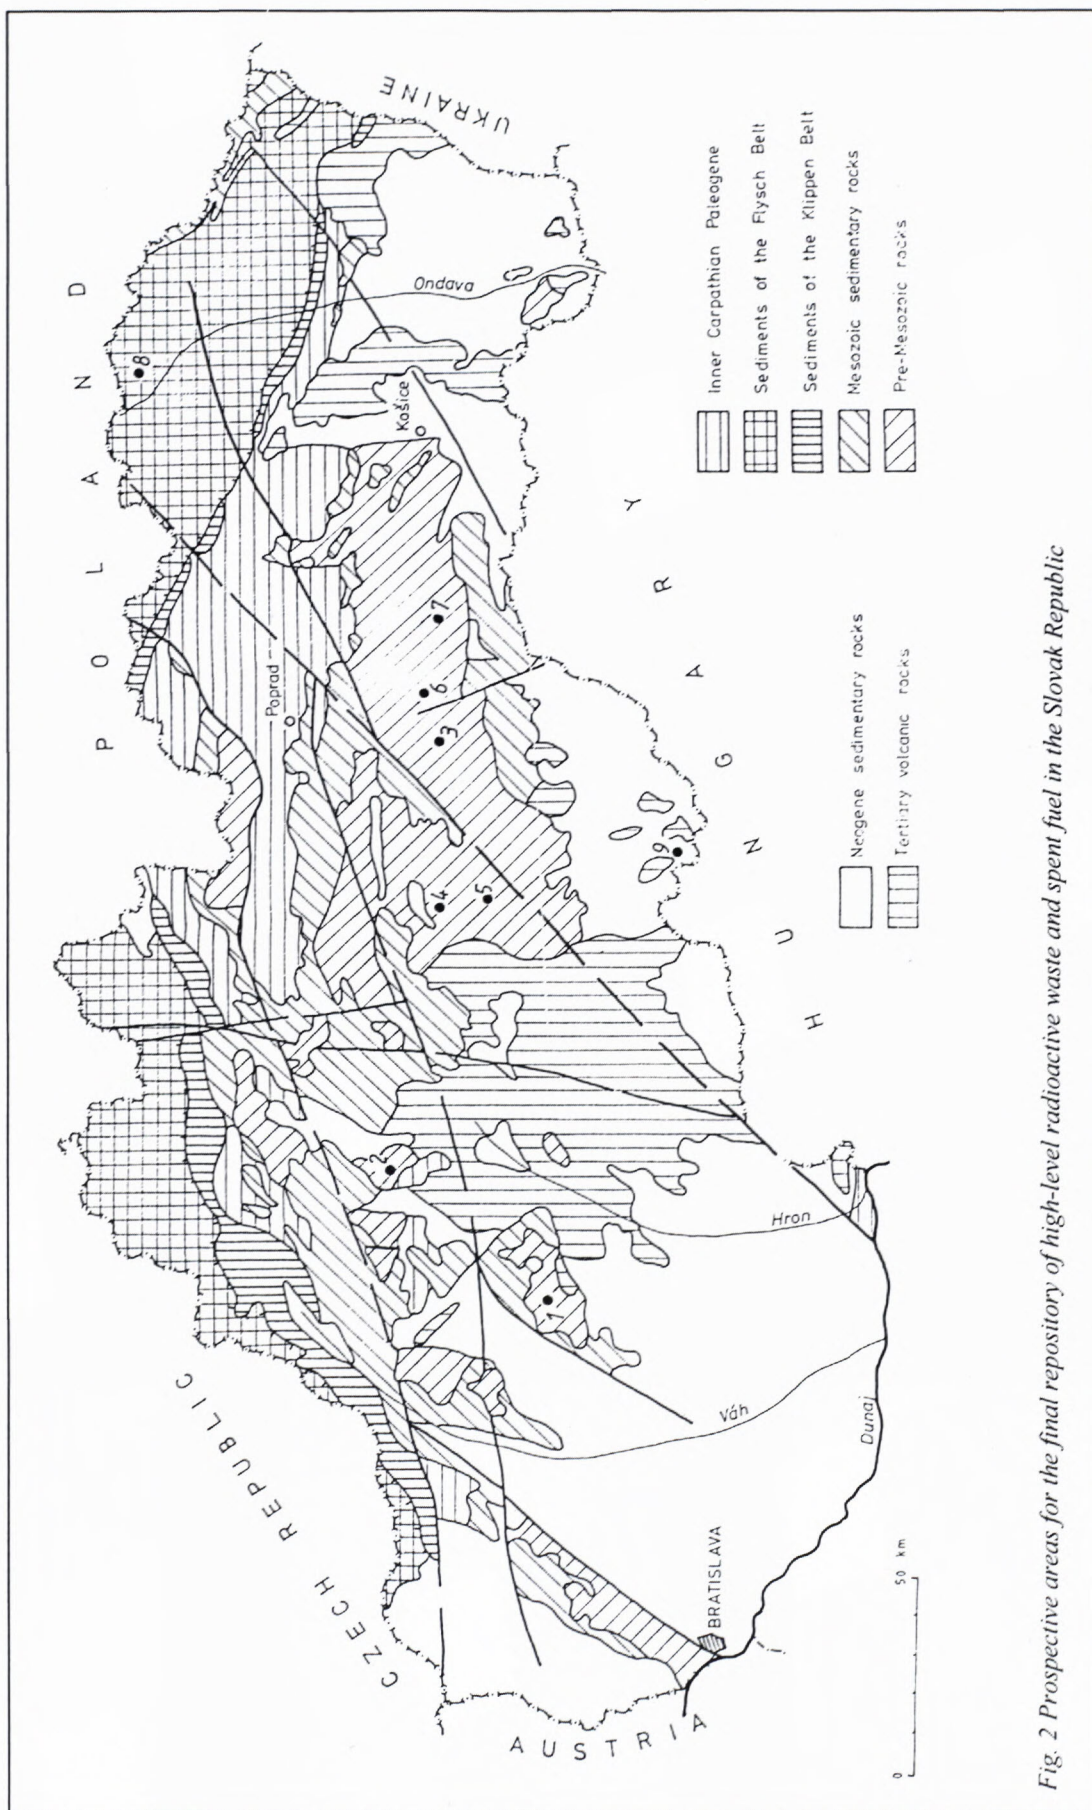 POLAND
CZECH REPUBLIC
UKRAINE
AUSTRIA
HUNGARY
8
Ondava
Košice
Poprad
7
6
3
4
5
9
1
Hron
Váh
Dunaj
BRATISLAVA
0 50 km
Neogene sedimentary rocks
Tertiary volcanic rocks
Inner Carpathian Paleogene
Sediments of the Flysch Belt
Sediments of the Klippen Belt
Mesozoic sedimentary rocks
Pre-Mesozoic rocks
Fig. 2 Prospective areas for the final repository of high-level radioactive waste and spent fuel in the Slovak Republic